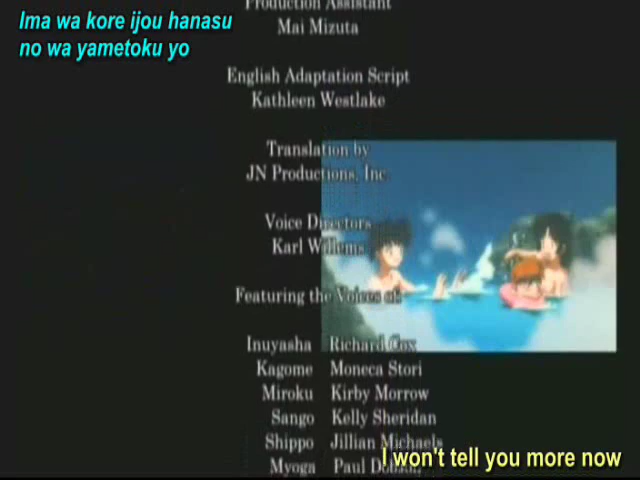 Ima wa kore ijou hanasu
no wa yametoku yo
Production Assistant
Mai Mizuta
English Adaptation Script
Kathleen Westlake
Translation by
JN Productions, Inc.
Voice Directors
Karl Willems
Featuring the Voices of:
Inuyasha Richard Cox
Kagome Moneca Stori
Miroku Kirby Morrow
Sango Kelly Sheridan
Shippo Jillian Michaels
Myoga Paul Dobson
I won't tell you more now